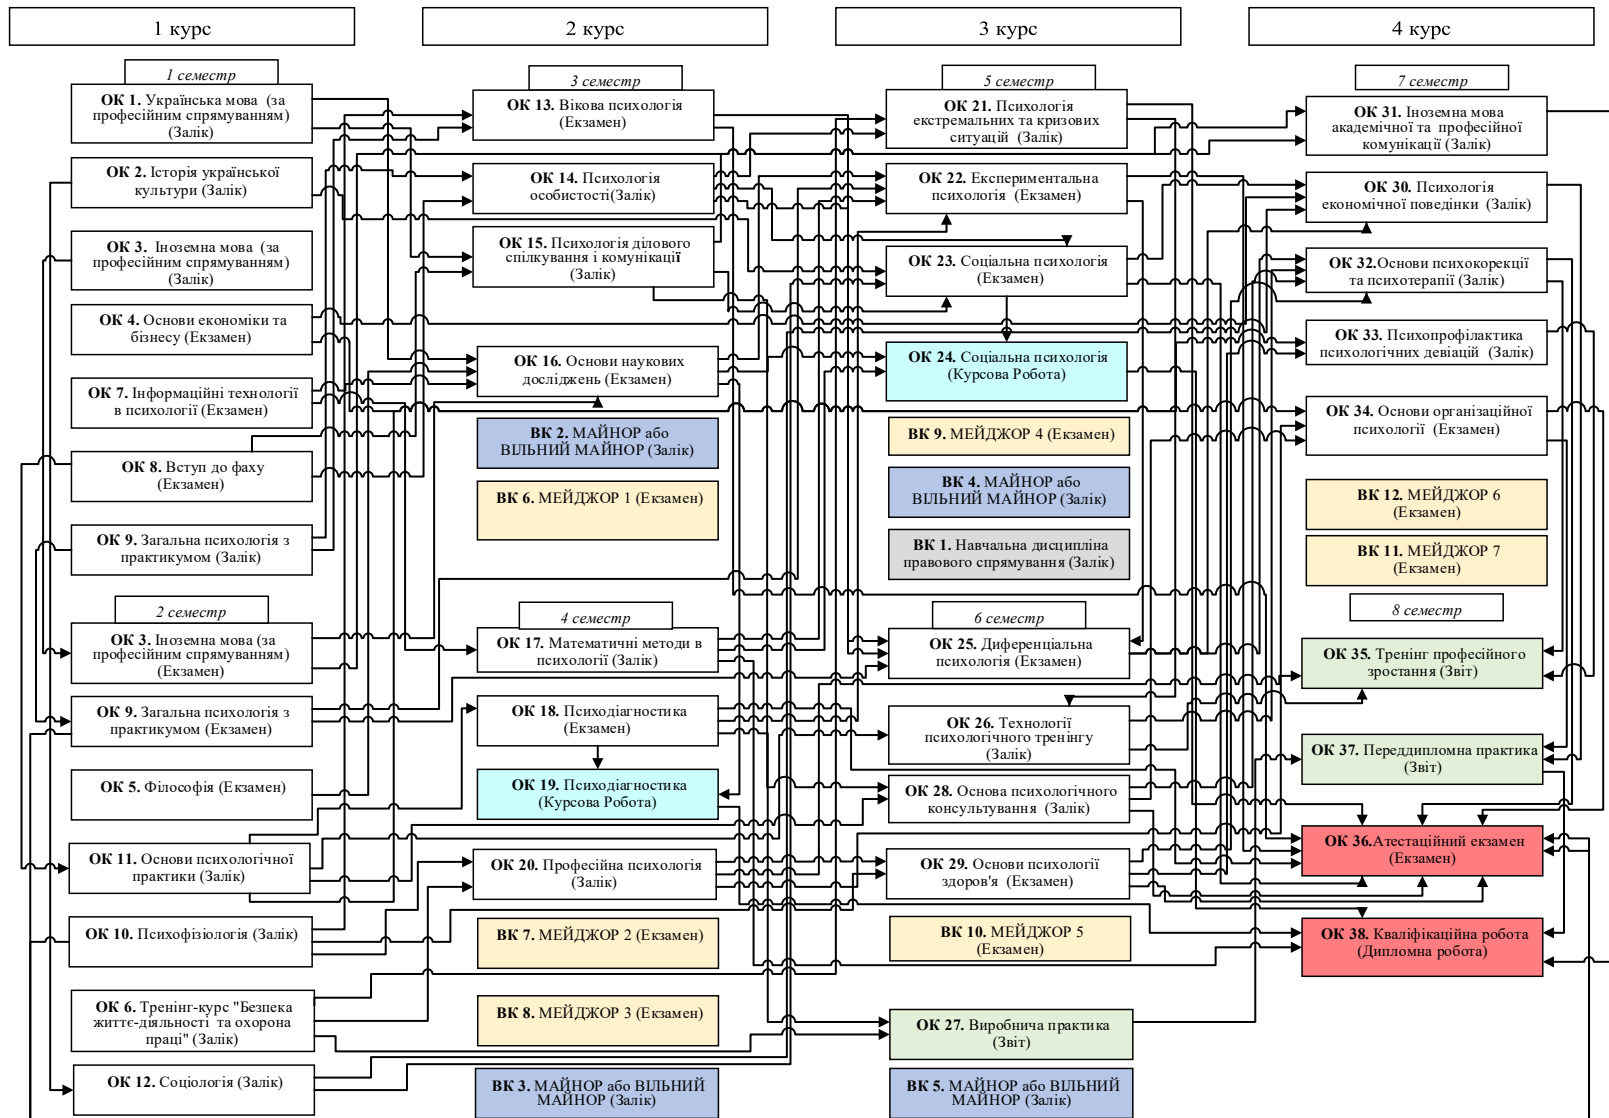 1 курс
2 курс
3 курс
4 курс
1 семестр
ОК 1. Українська мова (за
професійним спрямуванням)
(Залік)
ОК 2. Історія української
культури (Залік)
ОК 3. Іноземна мова (за
професійним спрямуванням)
(Залік)
ОК 4. Основи економіки та
бізнесу (Екзамен)
ОК 7. Інформаційні технології
в психології (Екзамен)
ОК 8. Вступ до фаху
(Екзамен)
ОК 9. Загальна психологія з
практикумом (Залік)
2 семестр
ОК 3. Іноземна мова (за
професійним спрямуванням)
(Екзамен)
ОК 9. Загальна психологія з
практикумом (Екзамен)
ОК 5. Філософія (Екзамен)
ОК 11. Основи психологічної
практики (Залік)
ОК 10. Психофізіологія (Залік)
ОК 6. Тренінг-курс "Безпека
життє-діяльності та охорона
праці" (Залік)
ОК 12. Соціологія (Залік)
3 семестр
ОК 13. Вікова психологія
(Екзамен)
ОК 14. Психологія
особистості(Залік)
ОК 15. Психологія ділового
спілкування і комунікації
(Залік)
ОК 16. Основи наукових
досліджень (Екзамен)
ВК 2. МАЙНОР або
ВІЛЬНИЙ МАЙНОР (Залік)
ВК 6. МЕЙДЖОР 1 (Екзамен)
4 семестр
ОК 17. Математичні методи в
психології (Залік)
ОК 18. Психодіагностика
(Екзамен)
ОК 19. Психодіагностика
(Курсова Робота)
ОК 20. Професійна психологія
(Залік)
ВК 7. МЕЙДЖОР 2 (Екзамен)
ВК 8. МЕЙДЖОР 3 (Екзамен)
ВК 3. МАЙНОР або ВІЛЬНИЙ
МАЙНОР (Залік)
5 семестр
ОК 21. Психологія
екстремальних та кризових
ситуацій (Залік)
ОК 22. Експериментальна
психологія (Екзамен)
ОК 23. Соціальна психологія
(Екзамен)
ОК 24. Соціальна психологія
(Курсова Робота)
ВК 9. МЕЙДЖОР 4 (Екзамен)
ВК 4. МАЙНОР або
ВІЛЬНИЙ МАЙНОР (Залік)
ВК 1. Навчальна дисципліна
правового спрямування (Залік)
6 семестр
ОК 25. Диференціальна
психологія (Екзамен)
ОК 26. Технології
психологічного тренінгу
(Залік)
ОК 28. Основа психологічного
консультування (Залік)
ОК 29. Основи психології
здоров'я (Екзамен)
ВК 10. МЕЙДЖОР 5
(Екзамен)
ОК 27. Виробнича практика
(Звіт)
ВК 5. МАЙНОР або ВІЛЬНИЙ
МАЙНОР (Залік)
7 семестр
ОК 31. Іноземна мова
академічної та професійної
комунікації (Залік)
ОК 30. Психологія
економічної поведінки (Залік)
ОК 32.Основи психокорекції
та психотерапії (Залік)
ОК 33. Психопрофілактика
психологічних девіацій (Залік)
ОК 34. Основи організаційної
психології (Екзамен)
ВК 12. МЕЙДЖОР 6
(Екзамен)
ВК 11. МЕЙДЖОР 7
(Екзамен)
8 семестр
ОК 35. Тренінг професійного
зростання (Звіт)
ОК 37. Переддипломна практика
(Звіт)
ОК 36.Атестаційний екзамен
(Екзамен)
ОК 38. Кваліфікаційна робота
(Дипломна робота)